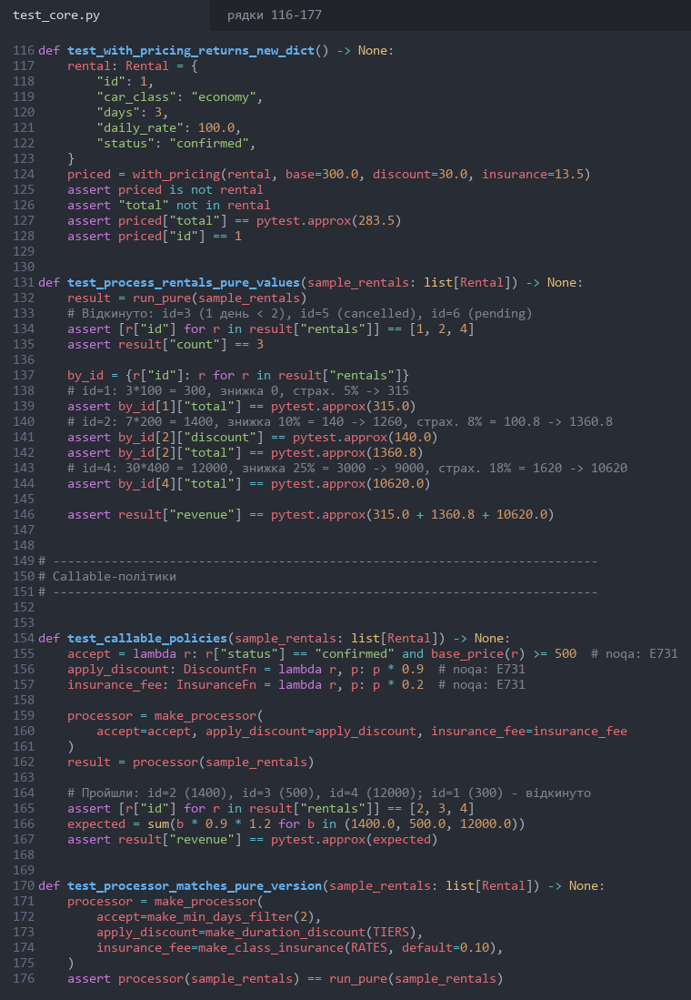 test_core.py рядки 116-177
116 def test_with_pricing_returns_new_dict() -> None:
117     rental: Rental = {
118         "id": 1,
119         "car_class": "economy",
120         "days": 3,
121         "daily_rate": 100.0,
122         "status": "confirmed",
123     }
124     priced = with_pricing(rental, base=300.0, discount=30.0, insurance=13.5)
125     assert priced is not rental
126     assert "total" not in rental
127     assert priced["total"] == pytest.approx(283.5)
128     assert priced["id"] == 1
129
130
131 def test_process_rentals_pure_values(sample_rentals: list[Rental]) -> None:
132     result = run_pure(sample_rentals)
133     # Відкинуто: id=3 (1 день < 2), id=5 (cancelled), id=6 (pending)
134     assert [r["id"] for r in result["rentals"]] == [1, 2, 4]
135     assert result["count"] == 3
136
137     by_id = {r["id"]: r for r in result["rentals"]}
138     # id=1: 3*100 = 300, знижка 0, страх. 5% -> 315
139     assert by_id[1]["total"] == pytest.approx(315.0)
140     # id=2: 7*200 = 1400, знижка 10% = 140 -> 1260, страх. 8% = 100.8 -> 1360.8
141     assert by_id[2]["discount"] == pytest.approx(140.0)
142     assert by_id[2]["total"] == pytest.approx(1360.8)
143     # id=4: 30*400 = 12000, знижка 25% = 3000 -> 9000, страх. 18% = 1620 -> 10620
144     assert by_id[4]["total"] == pytest.approx(10620.0)
145
146     assert result["revenue"] == pytest.approx(315.0 + 1360.8 + 10620.0)
147
148
149 # ---------------------------------------------------------------------------
150 # Callable-політики
151 # ---------------------------------------------------------------------------
152
153
154 def test_callable_policies(sample_rentals: list[Rental]) -> None:
155     accept = lambda r: r["status"] == "confirmed" and base_price(r) >= 500  # noqa: E731
156     apply_discount: DiscountFn = lambda r, p: p * 0.9  # noqa: E731
157     insurance_fee: InsuranceFn = lambda r, p: p * 0.2  # noqa: E731
158
159     processor = make_processor(
160         accept=accept, apply_discount=apply_discount, insurance_fee=insurance_fee
161     )
162     result = processor(sample_rentals)
163
164     # Пройшли: id=2 (1400), id=3 (500), id=4 (12000); id=1 (300) - відкинуто
165     assert [r["id"] for r in result["rentals"]] == [2, 3, 4]
166     expected = sum(b * 0.9 * 1.2 for b in (1400.0, 500.0, 12000.0))
167     assert result["revenue"] == pytest.approx(expected)
168
169
170 def test_processor_matches_pure_version(sample_rentals: list[Rental]) -> None:
171     processor = make_processor(
172         accept=make_min_days_filter(2),
173         apply_discount=make_duration_discount(TIERS),
174         insurance_fee=make_class_insurance(RATES, default=0.10),
175     )
176     assert processor(sample_rentals) == run_pure(sample_rentals)